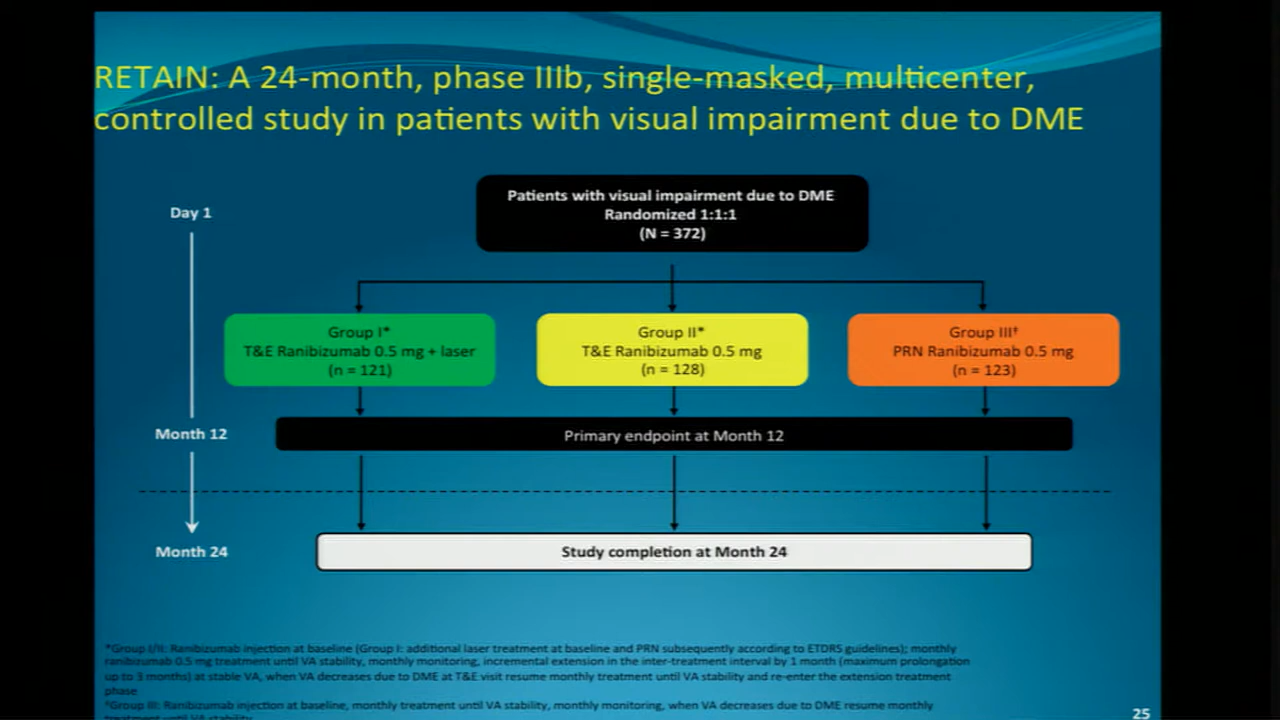 RETAIN: A 24-month, phase IIIb, single-masked, multicenter,
controlled study in patients with visual impairment due to DME
Patients with visual impairment due to DME
Randomized 1:1:1
(N = 372)
Day 1
Group I*
T&E Ranibizumab 0.5 mg + laser
(n = 121)
Group II*
T&E Ranibizumab 0.5 mg
(n = 128)
Group III†
PRN Ranibizumab 0.5 mg
(n = 123)
Month 12
Primary endpoint at Month 12
Month 24
Study completion at Month 24
*Group I/II: Ranibizumab injection at baseline (Group I: additional laser treatment at baseline and PRN subsequently according to ETDRS guidelines); monthly
ranibizumab 0.5 mg treatment until VA stability, monthly monitoring, incremental extension in the inter-treatment interval by 1 month (maximum prolongation
up to 3 months) at stable VA, when VA decreases due to DME at T&E visit resume monthly treatment until VA stability and re-enter the extension treatment
phase
†Group III: Ranibizumab injection at baseline, monthly treatment until VA stability, monthly monitoring, when VA decreases due to DME resume monthly
treatment until VA stability
25